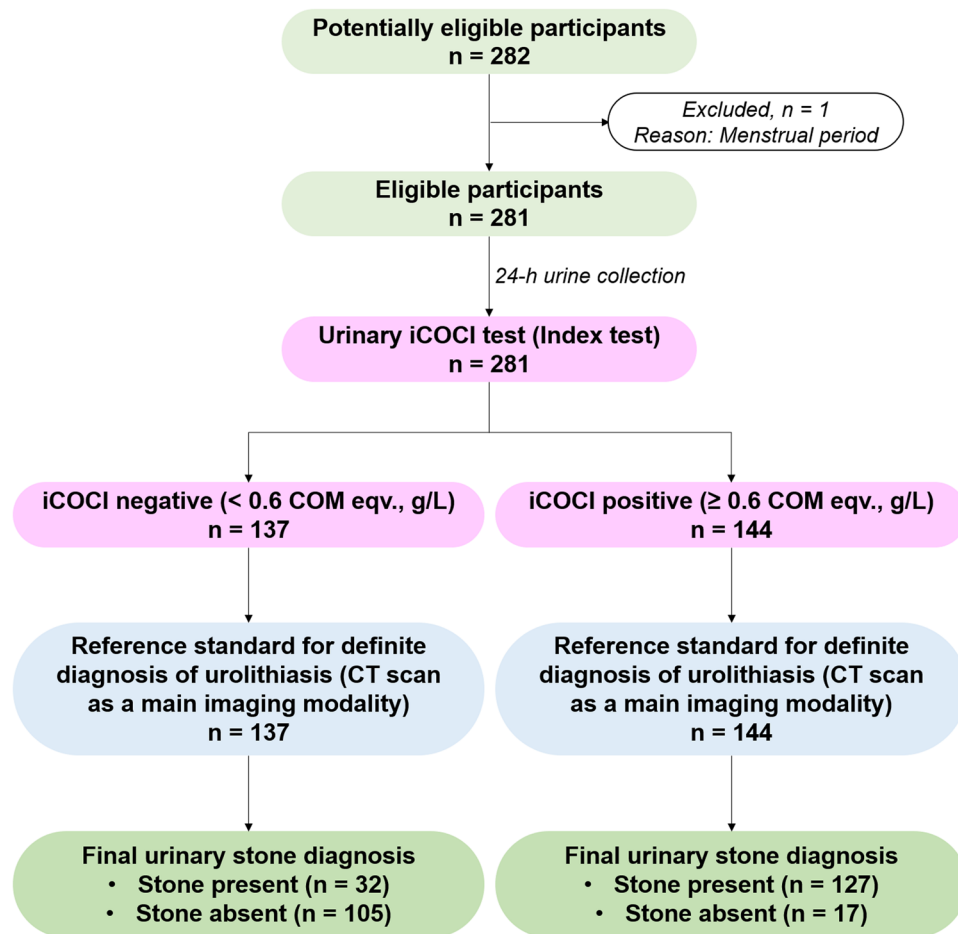 Potentially eligible participants
n = 282
Excluded, n = 1
Reason: Menstrual period
Eligible participants
n = 281
24-h urine collection
Urinary iCOCI test (Index test)
n = 281
iCOCI negative (< 0.6 COM eqv., g/L)
n = 137
iCOCI positive (≥ 0.6 COM eqv., g/L)
n = 144
Reference standard for definite
diagnosis of urolithiasis (CT scan
as a main imaging modality)
n = 137
Reference standard for definite
diagnosis of urolithiasis (CT scan
as a main imaging modality)
n = 144
Final urinary stone diagnosis
• Stone present (n = 32)
• Stone absent (n = 105)
Final urinary stone diagnosis
• Stone present (n = 127)
• Stone absent (n = 17)